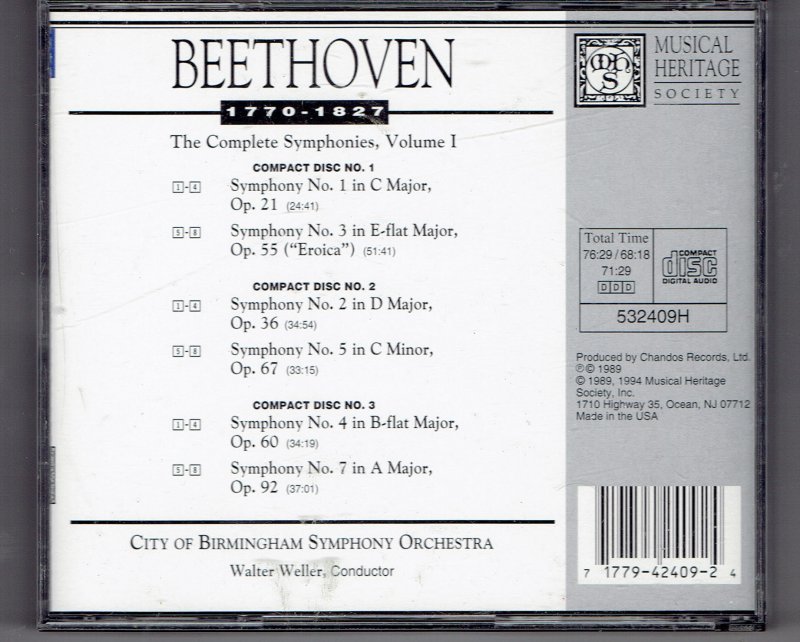 BEETHOVEN
1770-1827
The Complete Symphonies, Volume I
COMPACT DISC NO. 1
1-4 Symphony No. 1 in C Major,
Op. 21 (24:41)
5-8 Symphony No. 3 in E-flat Major,
Op. 55 ("Eroica") (51:41)
COMPACT DISC NO. 2
1-4 Symphony No. 2 in D Major,
Op. 36 (34:54)
5-8 Symphony No. 5 in C Minor,
Op. 67 (33:15)
COMPACT DISC NO. 3
1-4 Symphony No. 4 in B-flat Major,
Op. 60 (34:19)
5-8 Symphony No. 7 in A Major,
Op. 92 (37:01)
CITY OF BIRMINGHAM SYMPHONY ORCHESTRA
Walter Weller, Conductor
mh
S
MUSICAL
HERITAGE
SOCIETY
Total Time
76:29 / 68:18
71:29
DDD
COMPACT
disc
DIGITAL AUDIO
532409H
Produced by Chandos Records, Ltd.
℗© 1989
© 1989, 1994 Musical Heritage
Society, Inc.
1710 Highway 35, Ocean, NJ 07712
Made in the USA
7 1779-42409-2 4